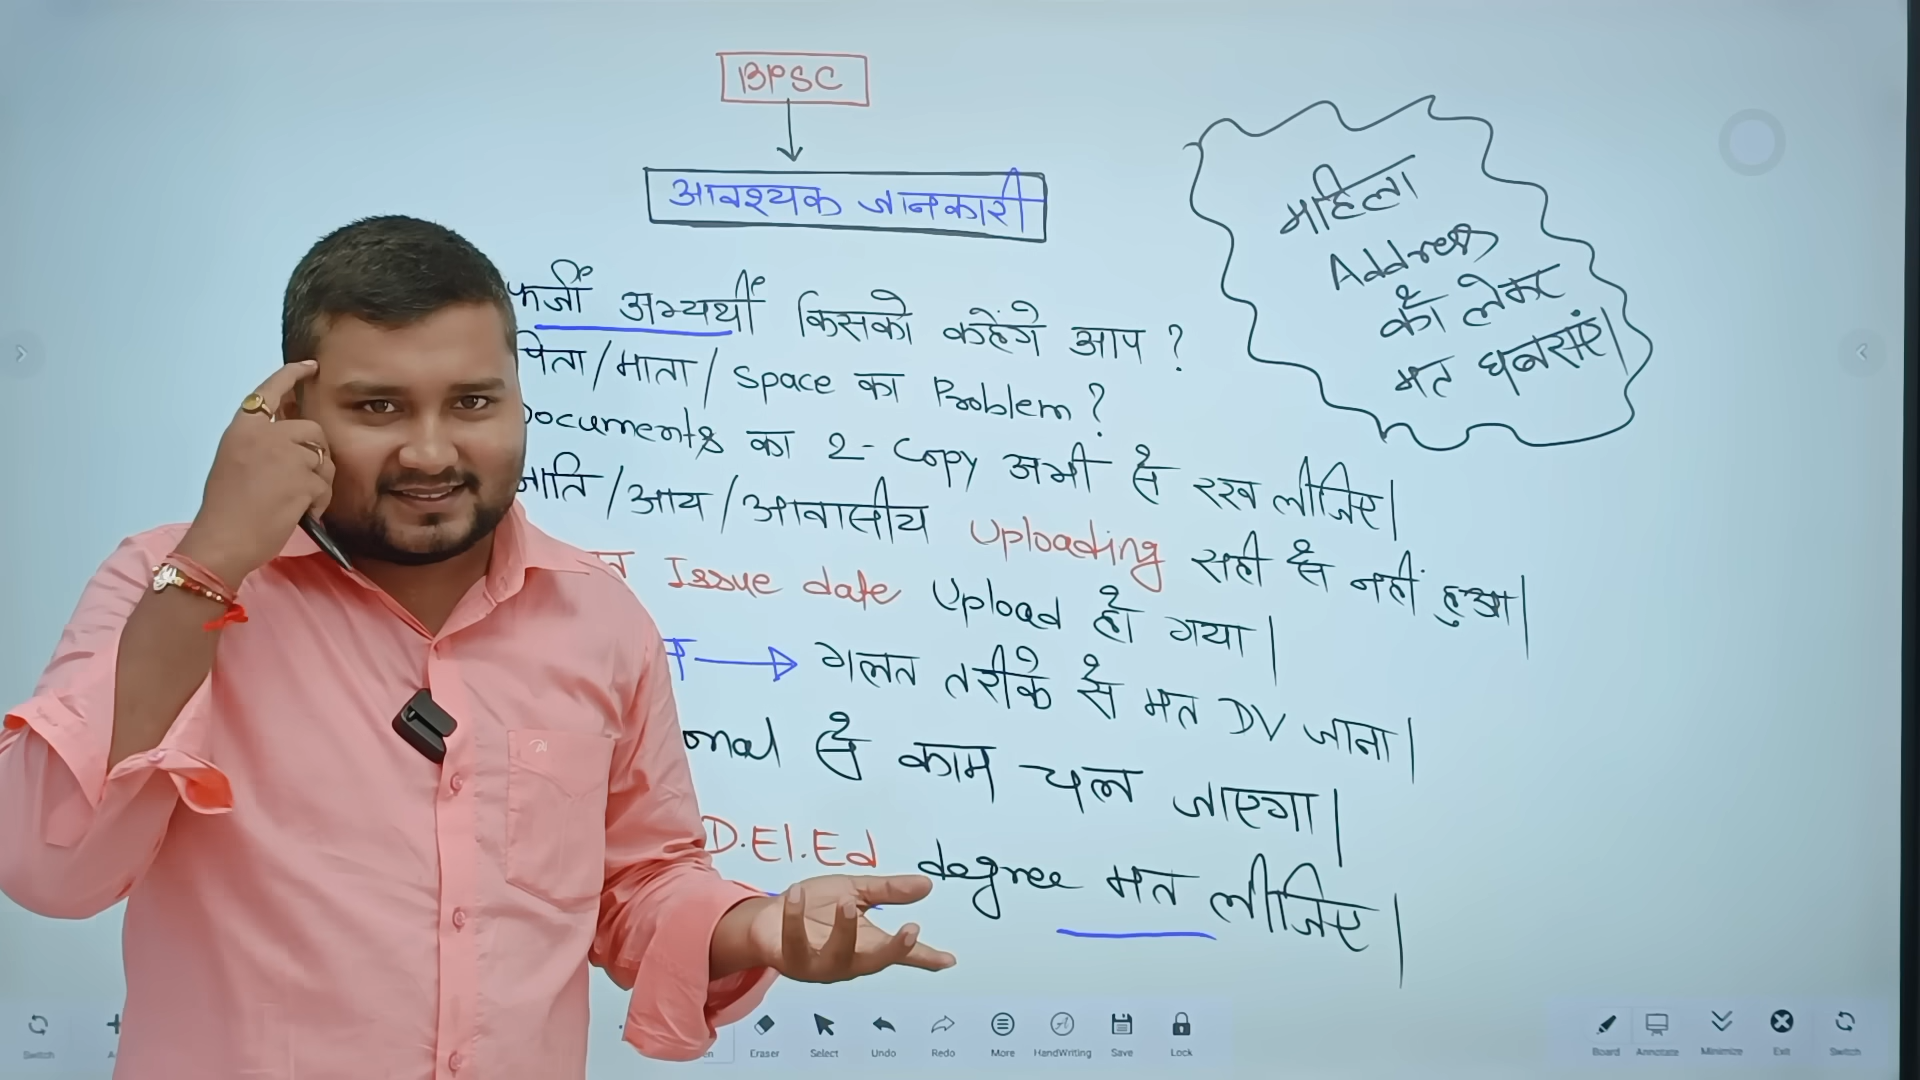 BPSC
आवश्यक जानकारी
फर्जी अभ्यर्थी किसको कहेंगे आप ?
पिता/माता/ Space का Problem ?
Documents का 2-Copy अभी से रख लीजिए|
जाति/आय/आवासीय Uploading सही से नहीं हुआ|
Issue date Upload हो गया|
गलत तरीके से मत DV जाना|
से काम चल जाएगा|
D.El.Ed degree मत लीजिए|
महिला
Address
को लेकर
मत घबराएं|
Switch
Eraser
Select
Undo
Redo
More
HandWriting
Save
Lock
Board
Annotate
Minimize
Exit
Switch